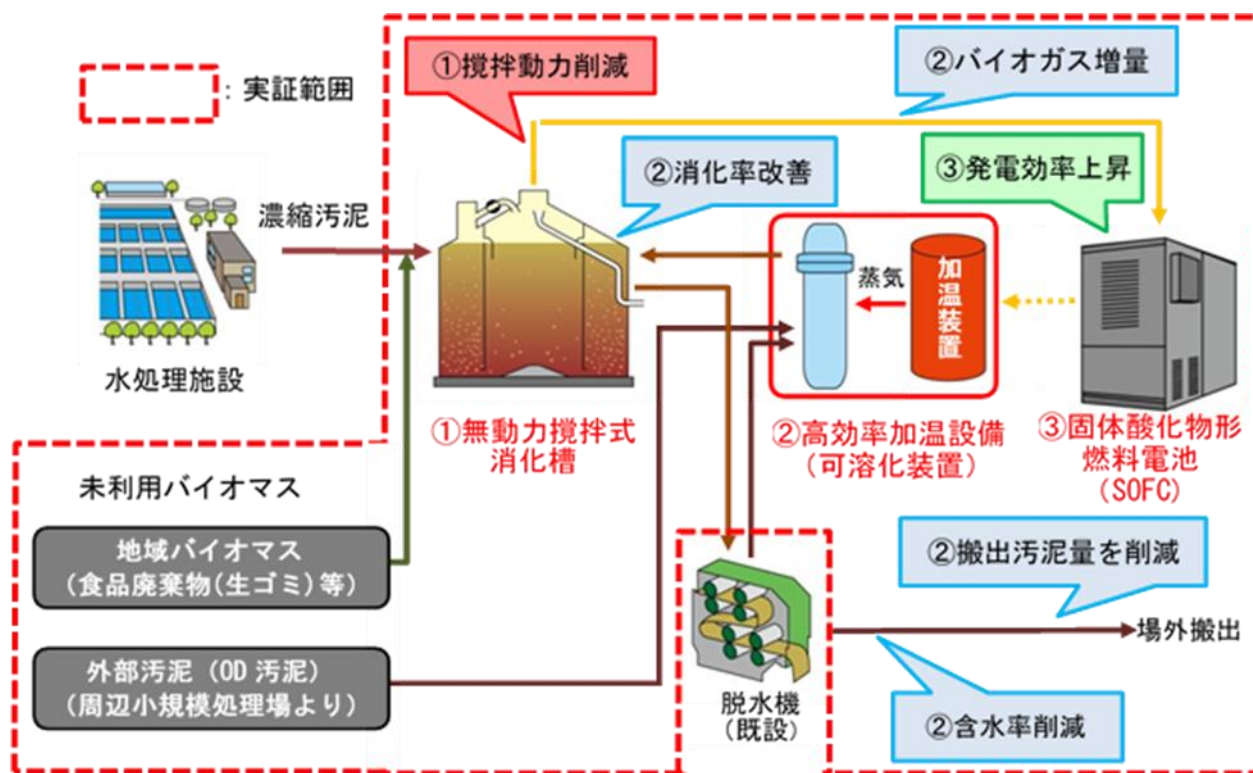 ：実証範囲
①撹拌動力削減
②バイオガス増量
②消化率改善
③発電効率上昇
濃縮汚泥
蒸気
加温装置
水処理施設
①無動力撹拌式
消化槽
②高効率加温設備
（可溶化装置）
③固体酸化物形
燃料電池
(SOFC)
未利用バイオマス
地域バイオマス
（食品廃棄物(生ゴミ)等）
外部汚泥（OD 汚泥）
（周辺小規模処理場より）
脱水機
(既設)
②搬出汚泥量を削減
場外搬出
②含水率削減